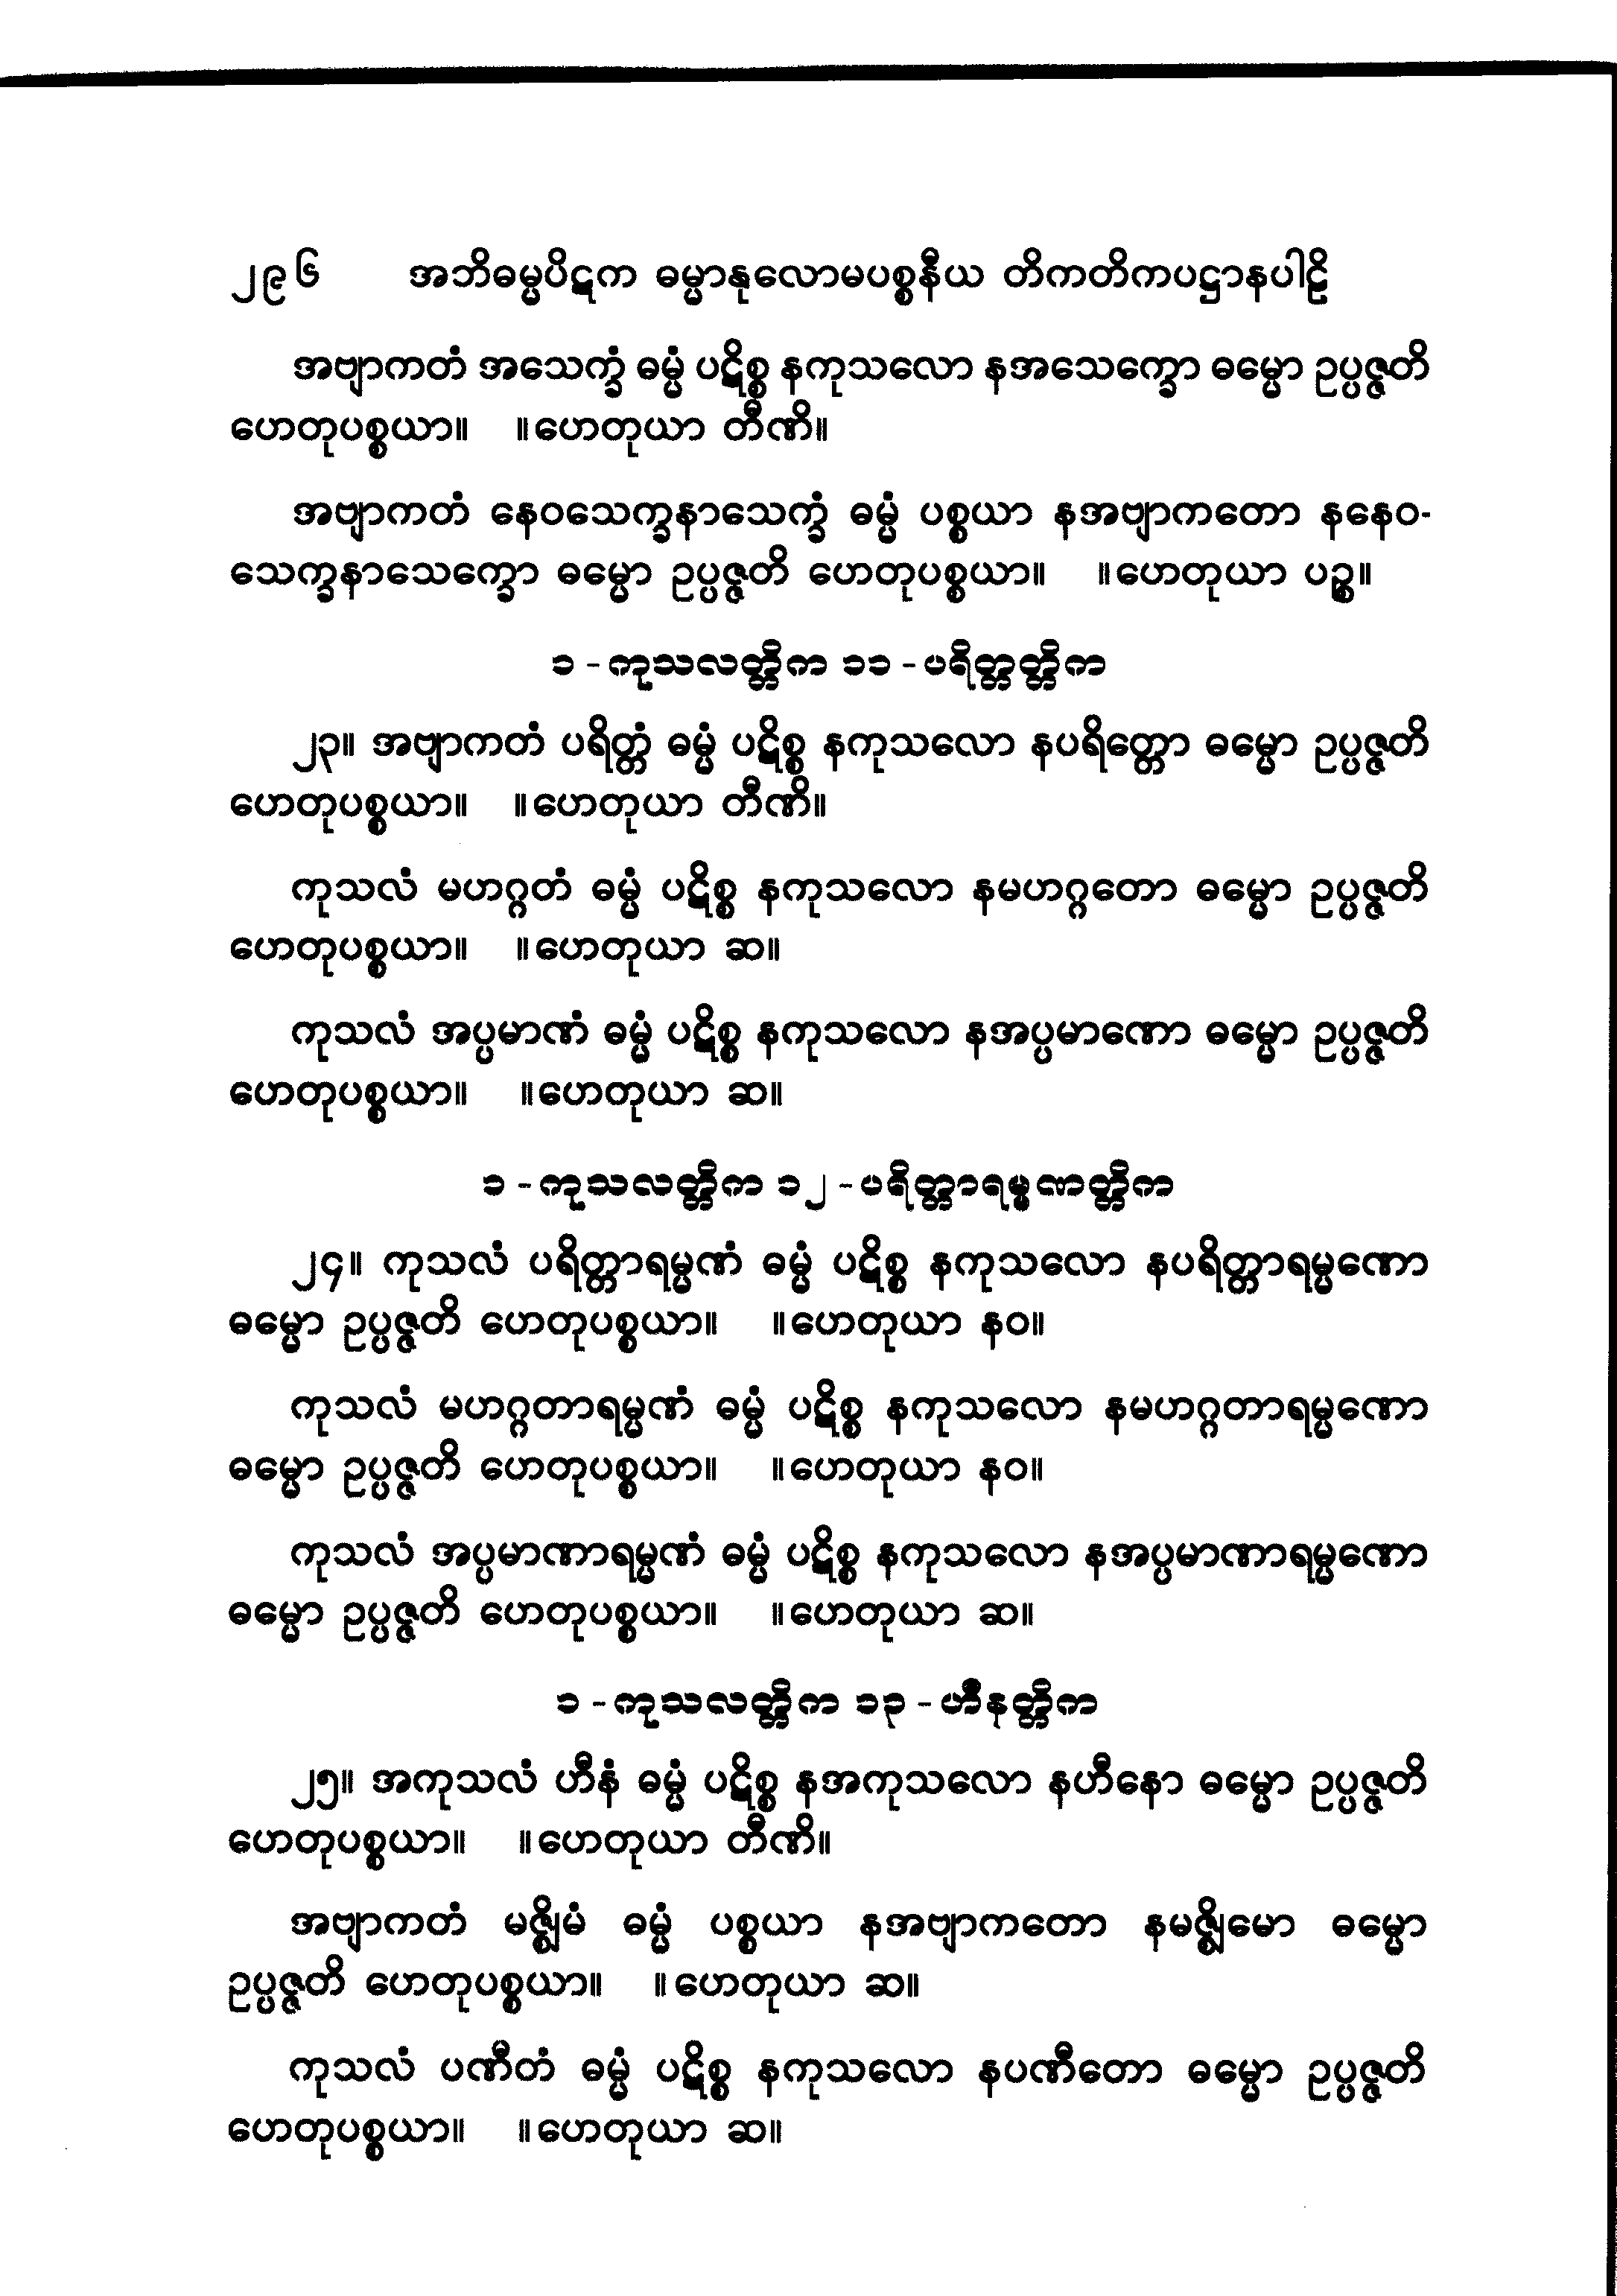 ၂၉၆ အဘိဓမ္မပိဋက ဓမ္မာနုလောမပစ္စနီယ တိကတိကပဋ္ဌာနပါဠိ
အဗျာကတံ အသေက္ခံ ဓမ္မံ ပဋိစ္စ နကုသလော နအသေက္ခော ဓမ္မော ဥပ္ပဇ္ဇတိ
ဟေတုပစ္စယာ။ ။ဟေတုယာ တီဏိ။
အဗျာကတံ နေဝသေက္ခနာသေက္ခံ ဓမ္မံ ပစ္စယာ နအဗျာကတော နနေဝ-
သေက္ခနာသေက္ခော ဓမ္မော ဥပ္ပဇ္ဇတိ ဟေတုပစ္စယာ။ ။ဟေတုယာ ပဉ္စ။
၁ - ကုသလတ္တိက ၁၁ - ပရိတ္တတ္တိက
၂၃။ အဗျာကတံ ပရိတ္တံ ဓမ္မံ ပဋိစ္စ နကုသလော နပရိတ္တော ဓမ္မော ဥပ္ပဇ္ဇတိ
ဟေတုပစ္စယာ။ ။ဟေတုယာ တီဏိ။
ကုသလံ မဟဂ္ဂတံ ဓမ္မံ ပဋိစ္စ နကုသလော နမဟဂ္ဂတော ဓမ္မော ဥပ္ပဇ္ဇတိ
ဟေတုပစ္စယာ။ ။ဟေတုယာ ဆ။
ကုသလံ အပ္ပမာဏံ ဓမ္မံ ပဋိစ္စ နကုသလော နအပ္ပမာဏော ဓမ္မော ဥပ္ပဇ္ဇတိ
ဟေတုပစ္စယာ။ ။ဟေတုယာ ဆ။
၁ - ကုသလတ္တိက ၁၂ - ပရိတ္တာရမ္မဏတ္တိက
၂၄။ ကုသလံ ပရိတ္တာရမ္မဏံ ဓမ္မံ ပဋိစ္စ နကုသလော နပရိတ္တာရမ္မဏော
ဓမ္မော ဥပ္ပဇ္ဇတိ ဟေတုပစ္စယာ။ ။ဟေတုယာ နဝ။
ကုသလံ မဟဂ္ဂတာရမ္မဏံ ဓမ္မံ ပဋိစ္စ နကုသလော နမဟဂ္ဂတာရမ္မဏော
ဓမ္မော ဥပ္ပဇ္ဇတိ ဟေတုပစ္စယာ။ ။ဟေတုယာ နဝ။
ကုသလံ အပ္ပမာဏာရမ္မဏံ ဓမ္မံ ပဋိစ္စ နကုသလော နအပ္ပမာဏာရမ္မဏော
ဓမ္မော ဥပ္ပဇ္ဇတိ ဟေတုပစ္စယာ။ ။ဟေတုယာ ဆ။
၁ - ကုသလတ္တိက ၁၃ - ဟီနတ္တိက
၂၅။ အကုသလံ ဟီနံ ဓမ္မံ ပဋိစ္စ နအကုသလော နဟီနော ဓမ္မော ဥပ္ပဇ္ဇတိ
ဟေတုပစ္စယာ။ ။ဟေတုယာ တီဏိ။
အဗျာကတံ မဇ္ဈိမံ ဓမ္မံ ပစ္စယာ နအဗျာကတော နမဇ္ဈိမော ဓမ္မော
ဥပ္ပဇ္ဇတိ ဟေတုပစ္စယာ။ ။ဟေတုယာ ဆ။
ကုသလံ ပဏီတံ ဓမ္မံ ပဋိစ္စ နကုသလော နပဏီတော ဓမ္မော ဥပ္ပဇ္ဇတိ
ဟေတုပစ္စယာ။ ။ဟေတုယာ ဆ။